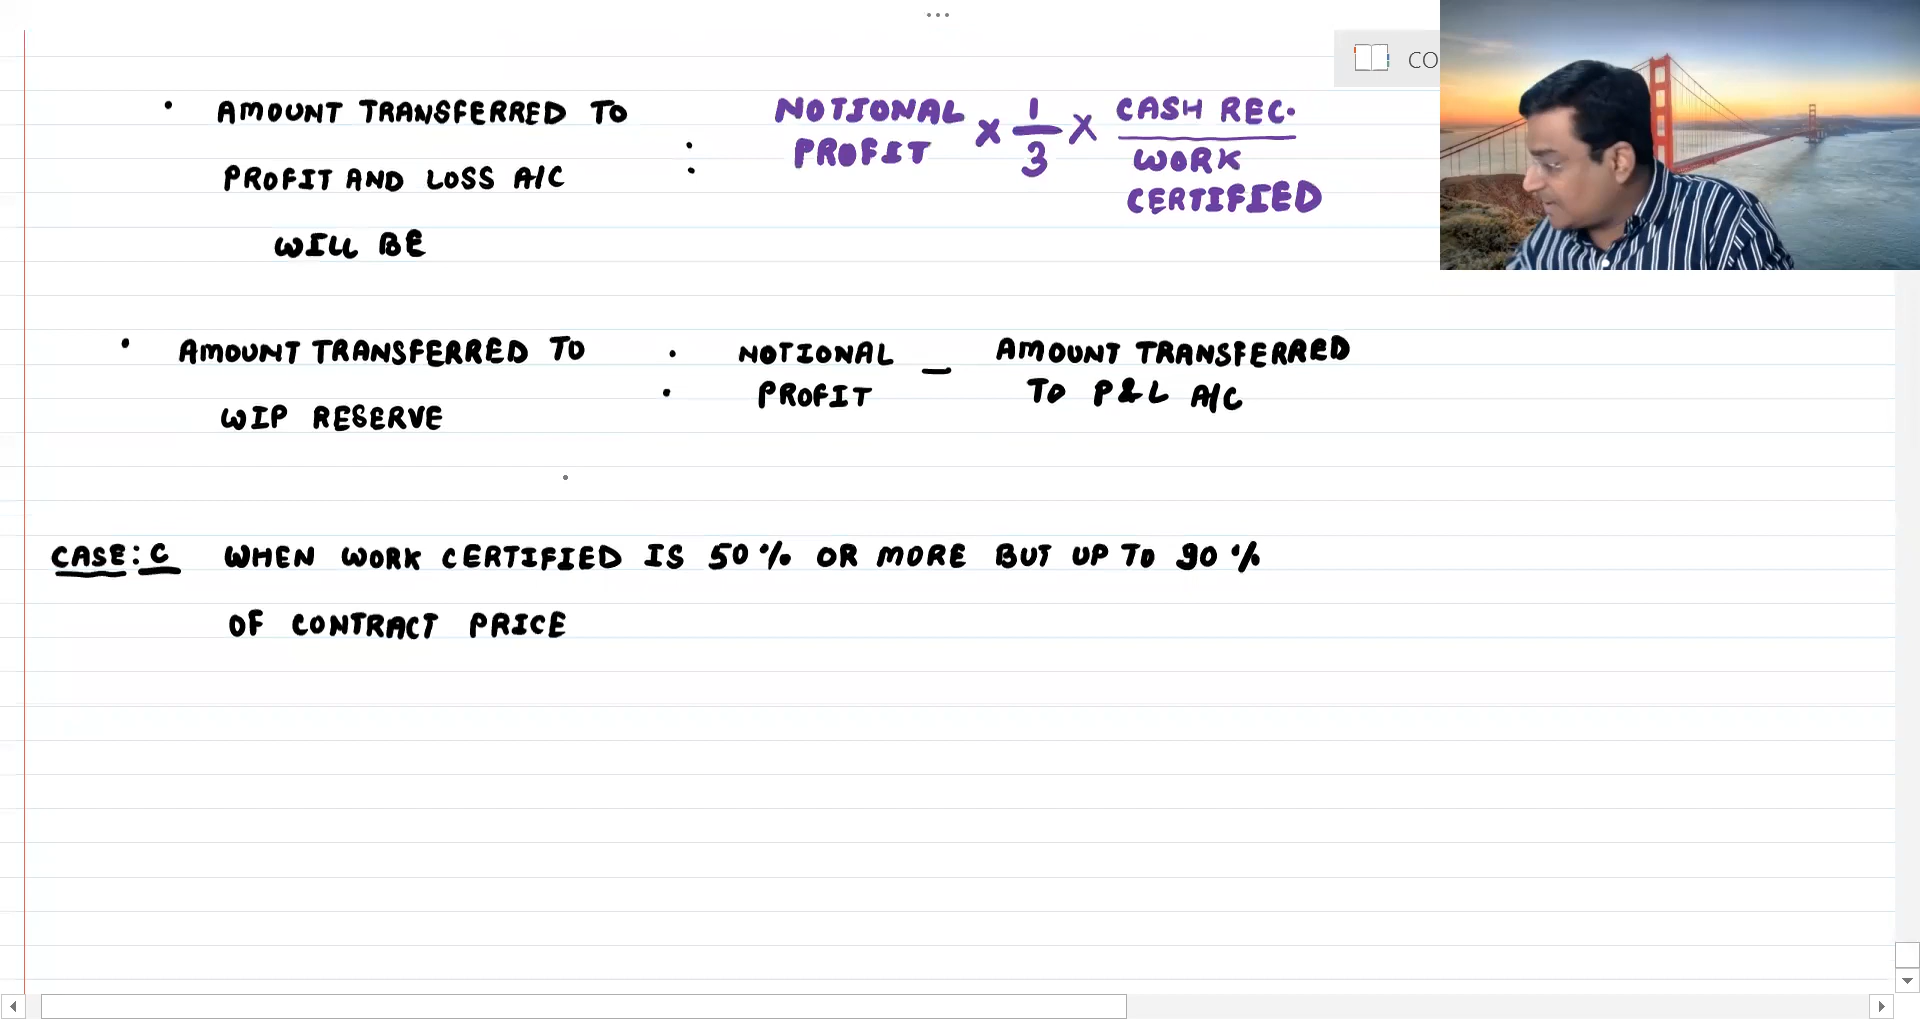 CO
• AMOUNT TRANSFERRED TO
PROFIT AND LOSS A/C
WILL BE
:
NOTIONAL
PROFIT
× 1/3 ×
CASH REC.
WORK
CERTIFIED
• AMOUNT TRANSFERRED TO
WIP RESERVE
:
NOTIONAL
PROFIT
–
AMOUNT TRANSFERRED
TO P&L A/C
CASE: C WHEN WORK CERTIFIED IS 50% OR MORE BUT UP TO 90%
OF CONTRACT PRICE